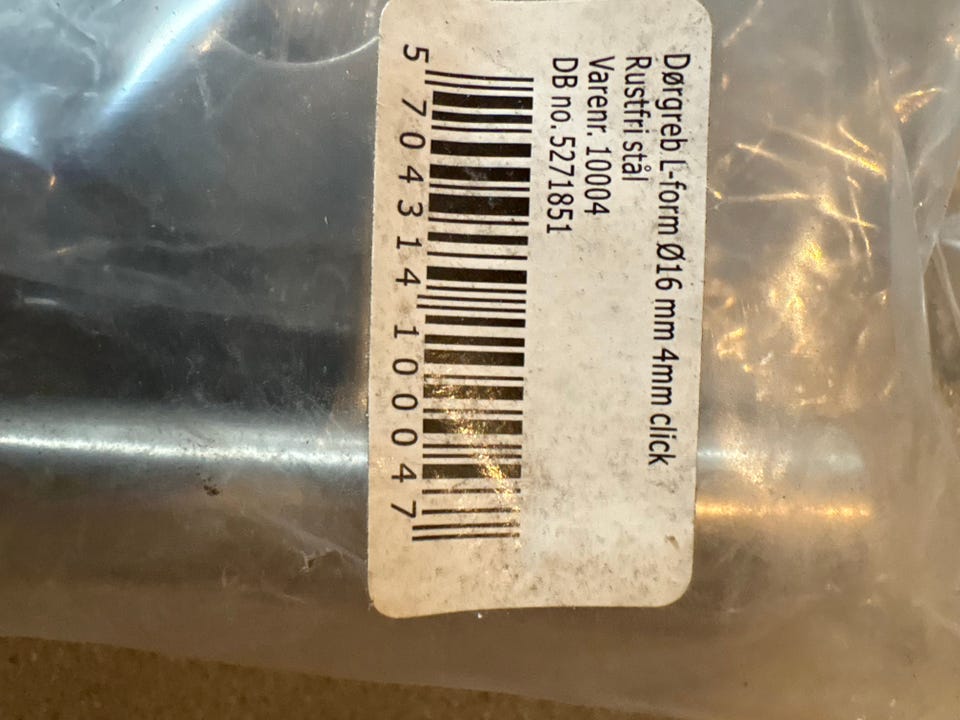 Dørgreb L-form Ø16 mm 4mm click
Rustfri stål
Varenr. 10004
DB no. 5271851
5 704314 100047